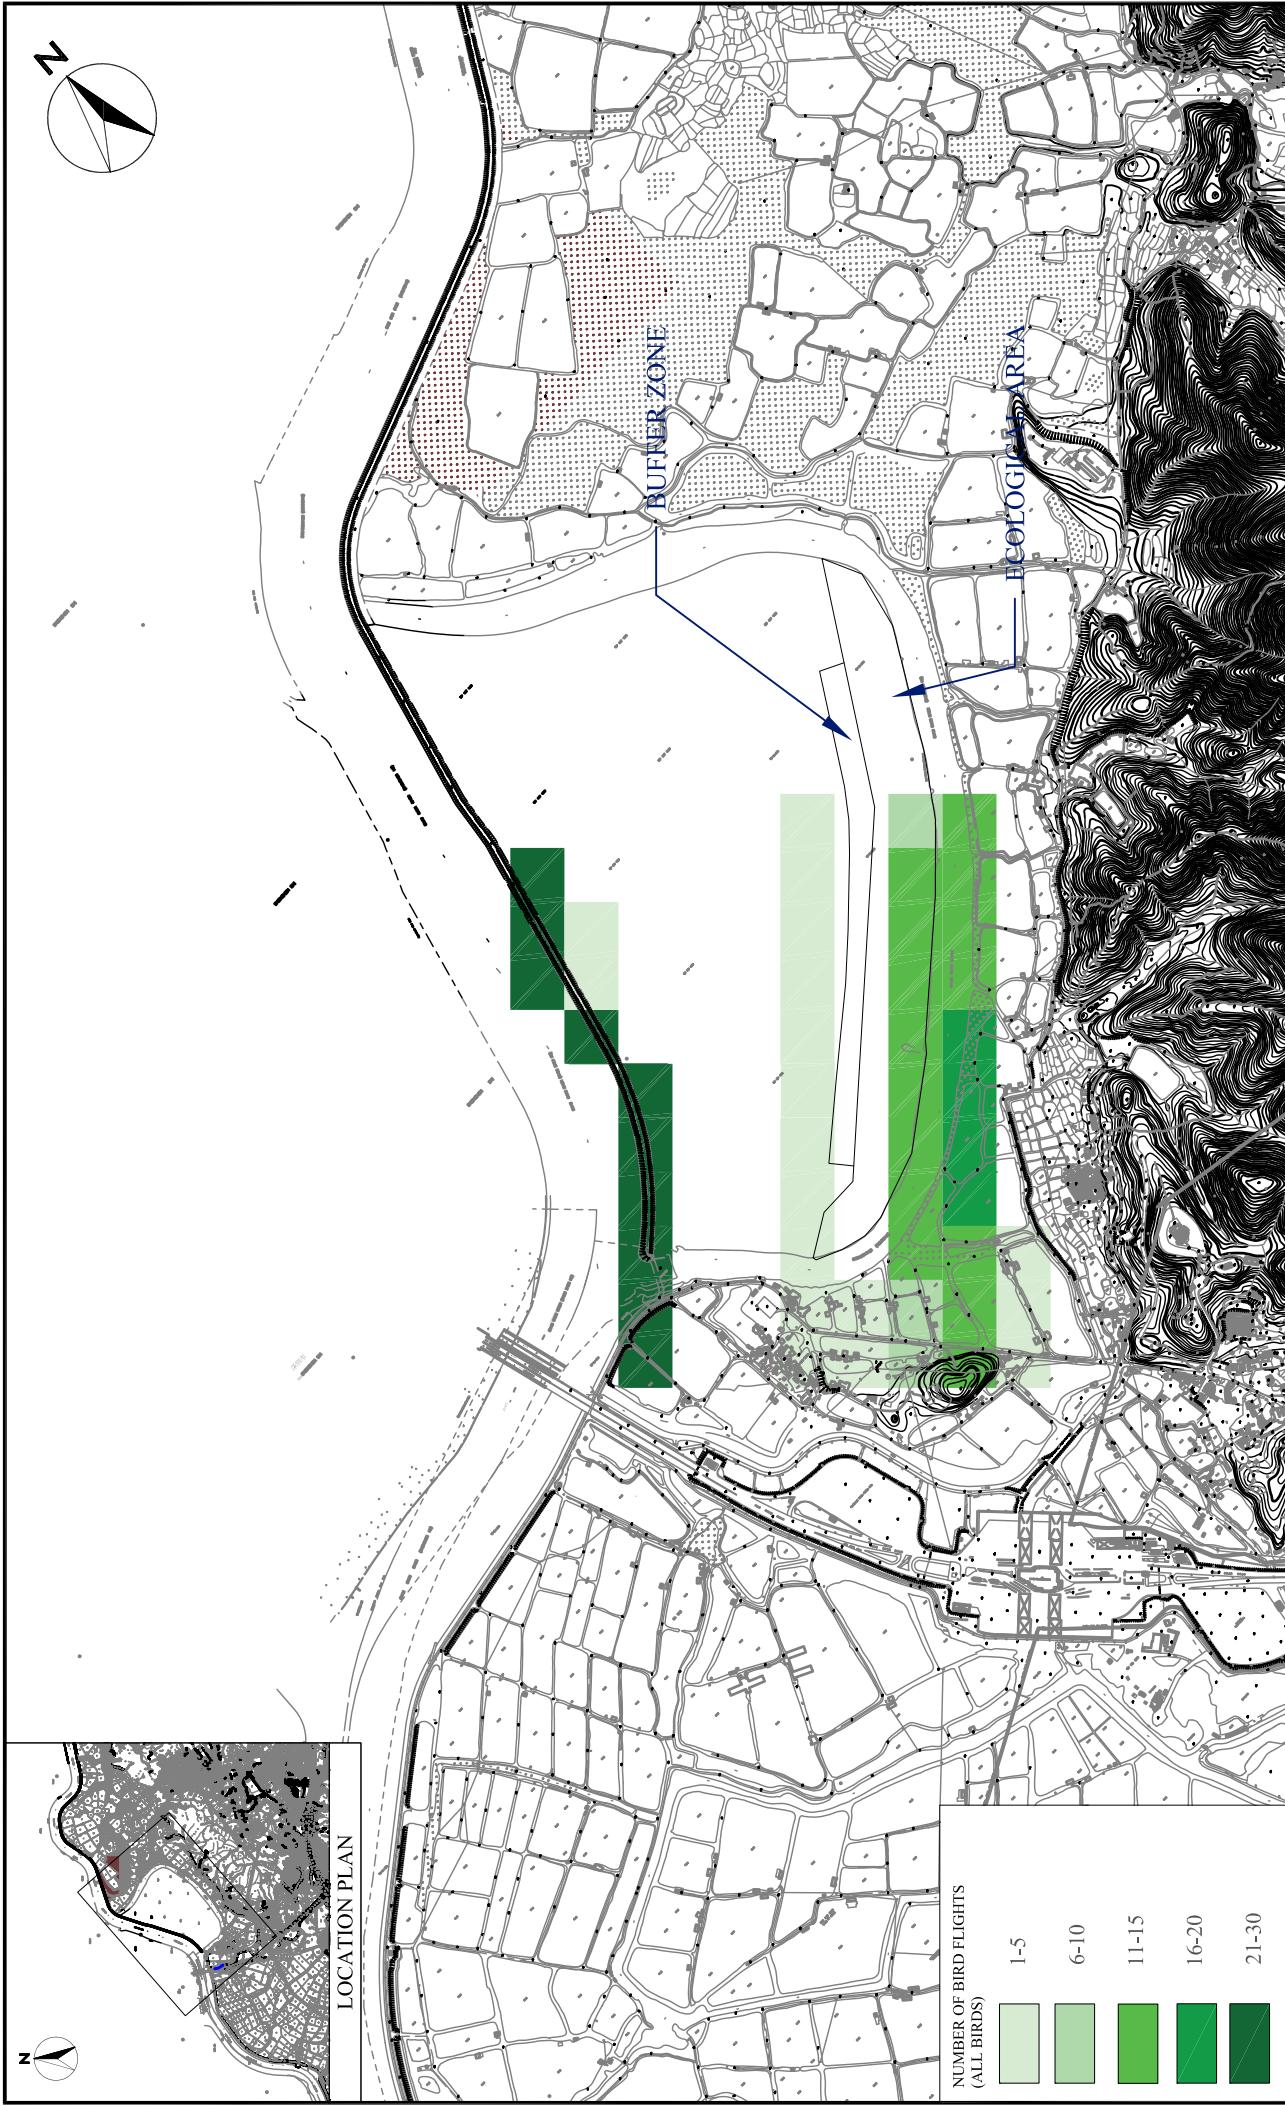 N
BUFFER ZONE
ECOLOGICAL AREA
N
LOCATION PLAN
NUMBER OF BIRD FLIGHTS
(ALL BIRDS)
1-5
6-10
11-15
16-20
21-30